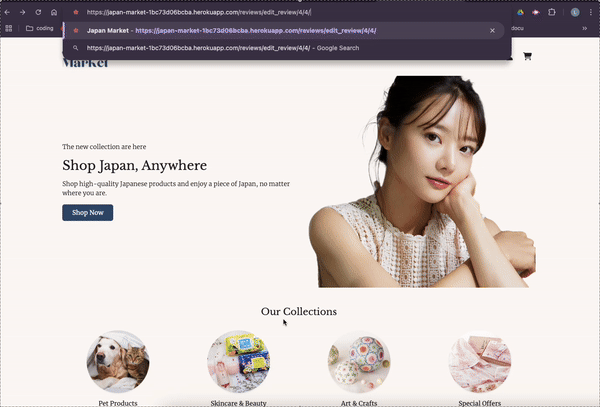 https://japan-market-1bc73d06bcba.herokuapp.com/reviews/edit_review/4/4/
Japan Market - https://japan-market-1bc73d06bcba.herokuapp.com/reviews/edit_review/4/4/
https://japan-market-1bc73d06bcba.herokuapp.com/reviews/edit_review/4/4/ - Google Search
coding
docu
Market
The new collection are here
Shop Japan, Anywhere
Shop high-quality Japanese products and enjoy a piece of Japan, no matter
where you are.
Shop Now
Our Collections
Pet Products
Skincare & Beauty
Art & Crafts
Special Offers